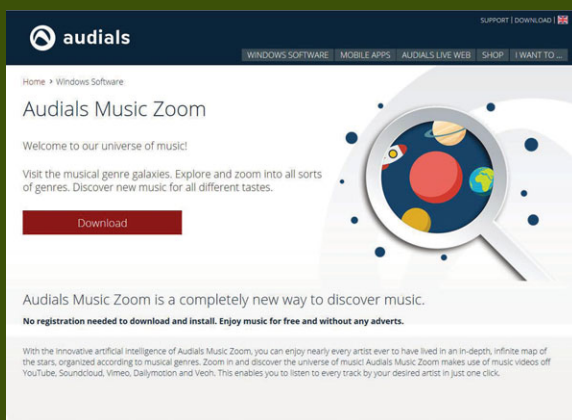 SUPPORT | DOWNLOAD |
audials
WINDOWS SOFTWARE MOBILE APPS AUDIALS LIVE WEB SHOP I WANT TO ...
Home › Windows Software
Audials Music Zoom
Welcome to our universe of music!
Visit the musical genre galaxies. Explore and zoom into all sorts
of genres. Discover new music for all different tastes.
Download
Audials Music Zoom is a completely new way to discover music.
No registration needed to download and install. Enjoy music for free and without any adverts.
With the innovative artificial intelligence of Audials Music Zoom, you can enjoy nearly every artist ever to have lived in an in-depth, infinite map of
the stars, organized according to musical genres. Zoom in and discover the universe of music! Audials Music Zoom makes use of music videos off
YouTube, Soundcloud, Vimeo, Dailymotion and Veoh. This enables you to listen to every track by your desired artist in just one click.